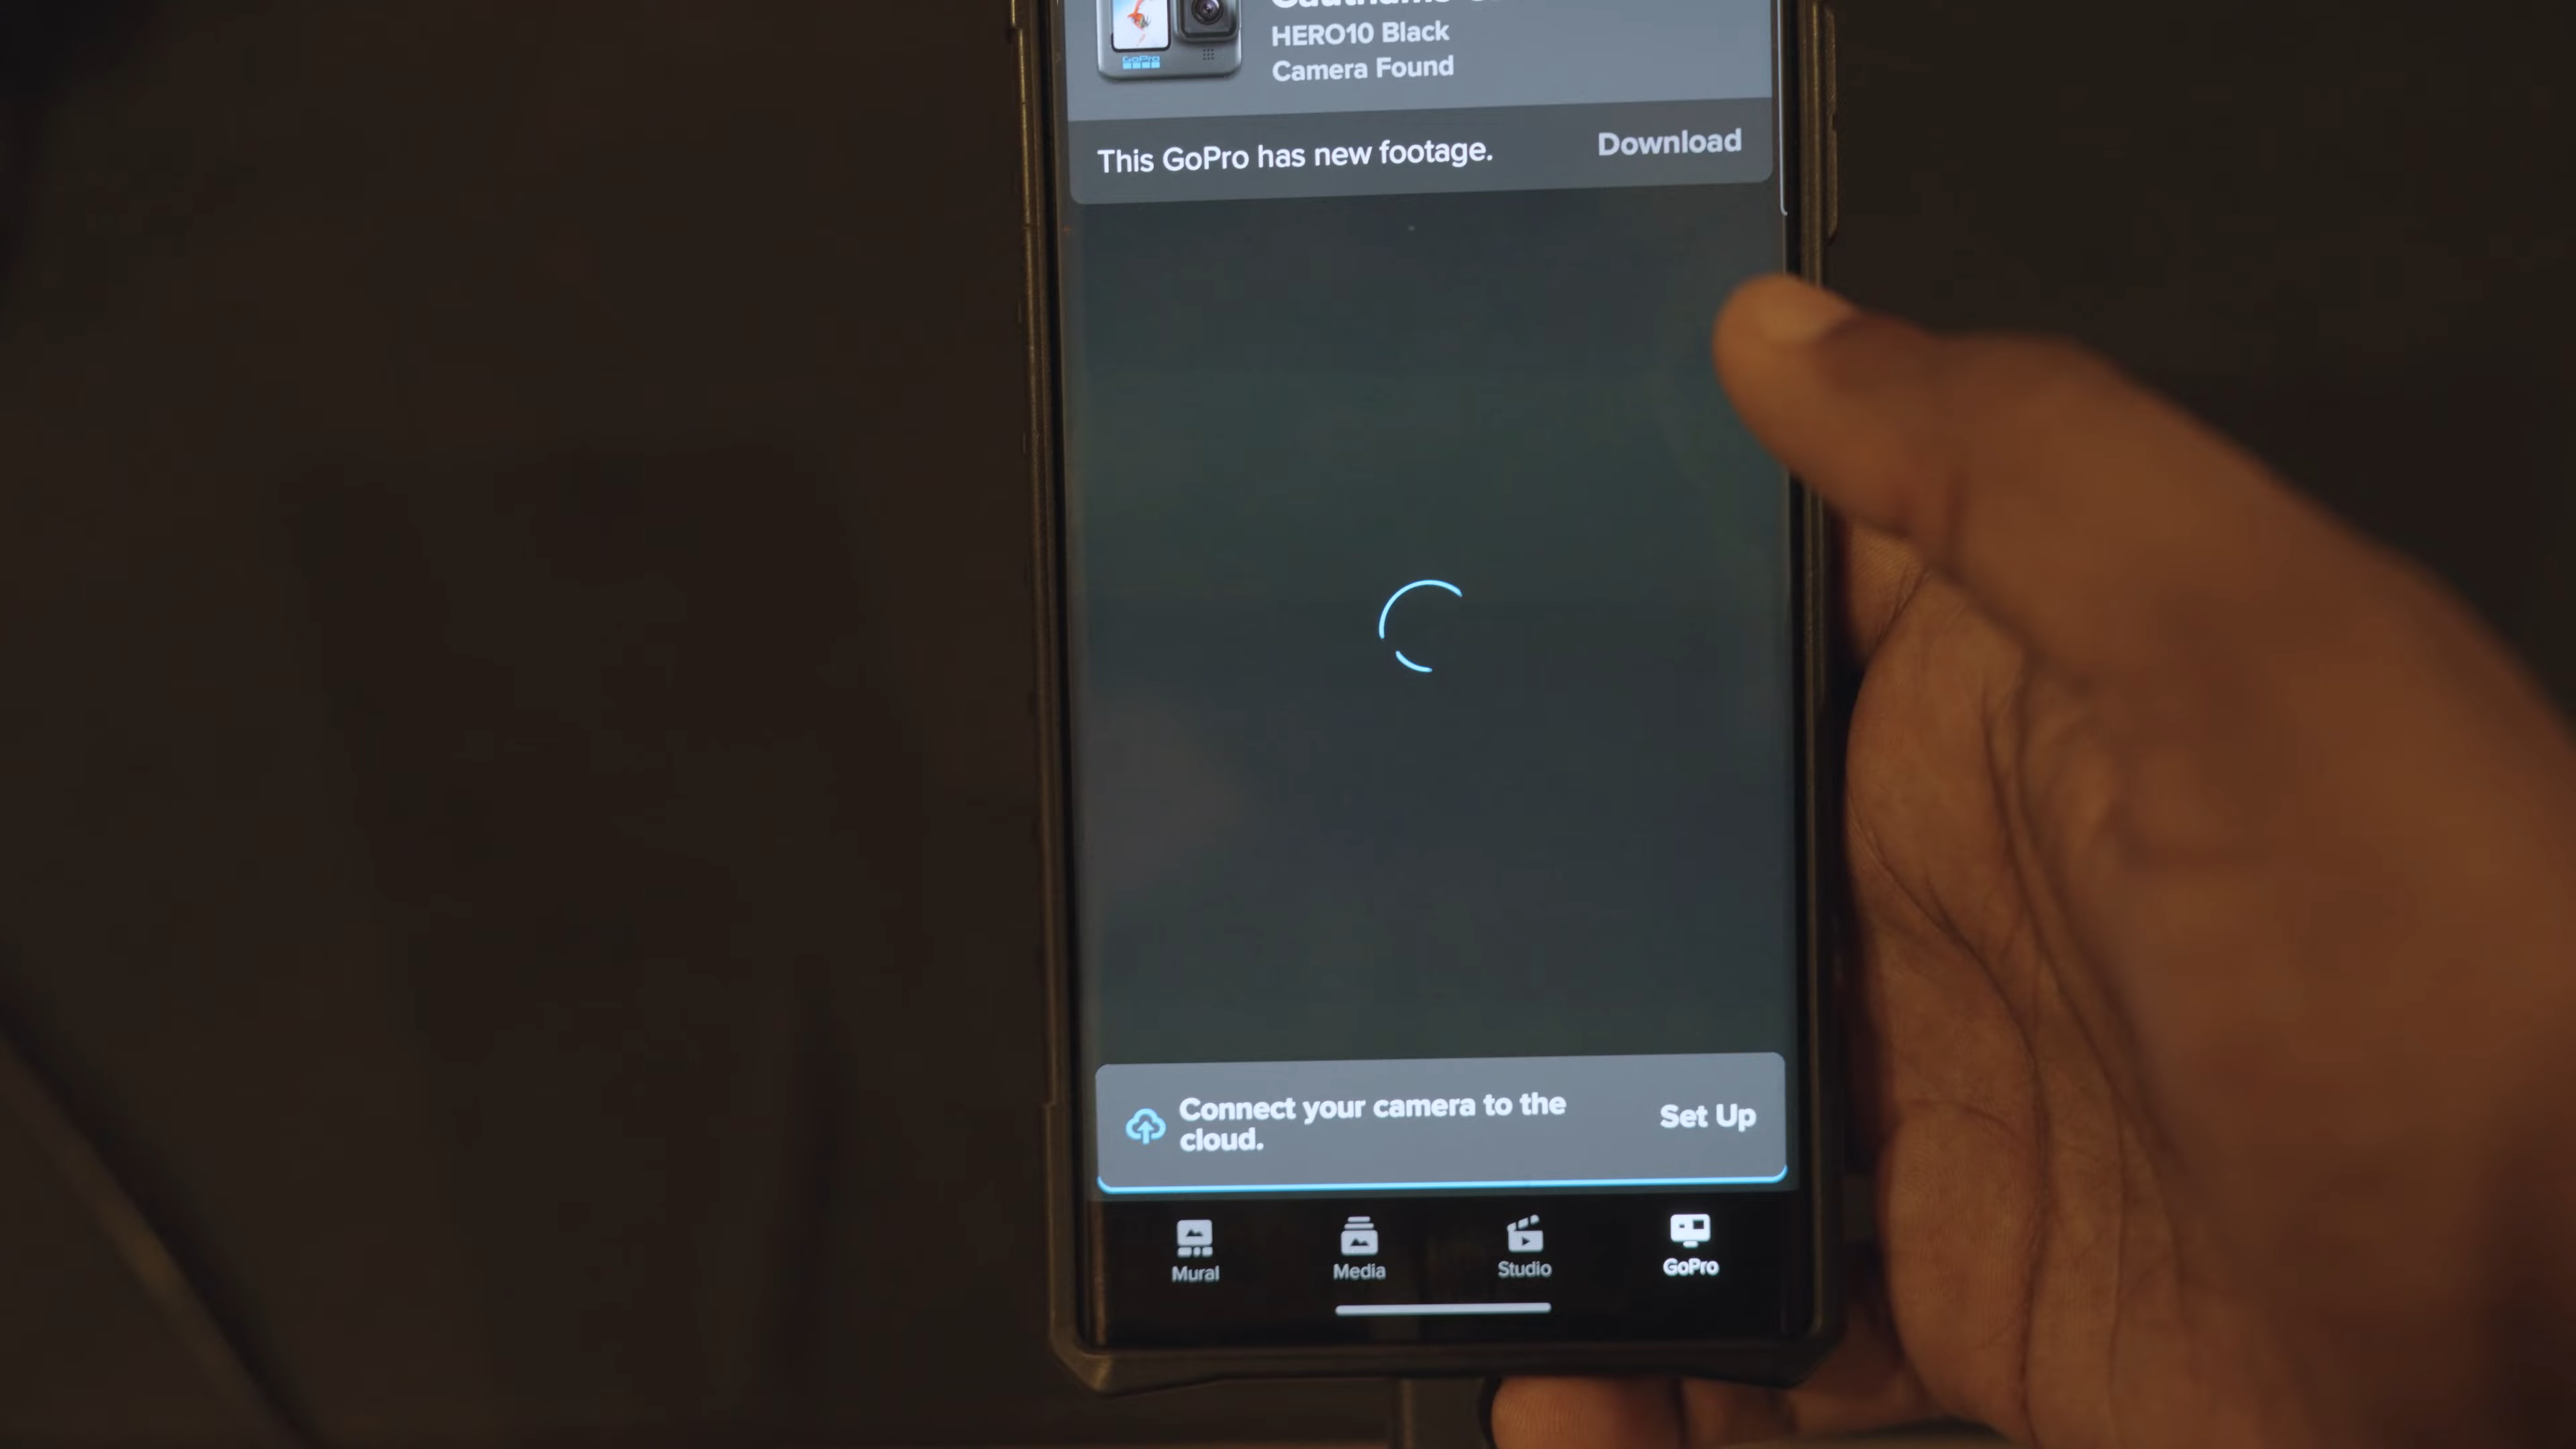 HERO10 Black
Camera Found
This GoPro has new footage.
Download
Connect your camera to the
cloud.
Set Up
Mural
Media
Studio
GoPro